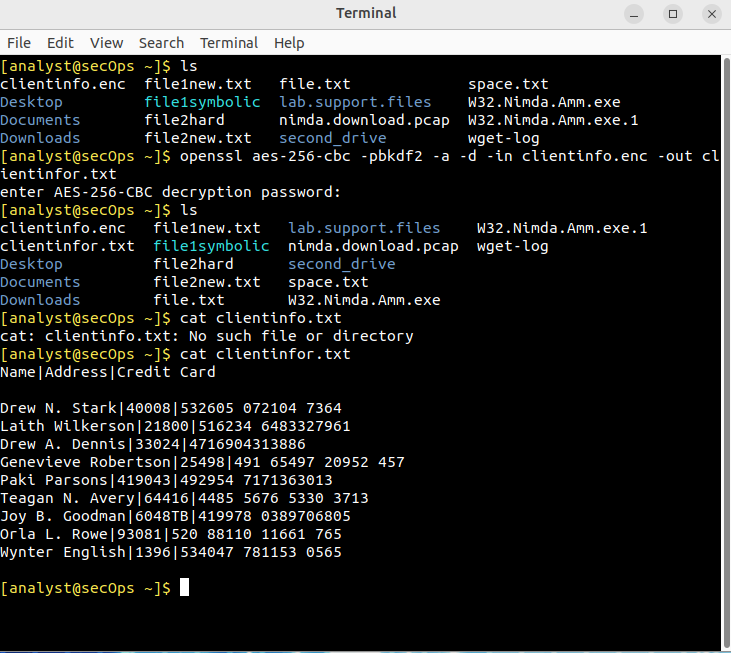 Terminal
File Edit View Search Terminal Help
[analyst@secOps ~]$ ls
clientinfo.enc  file1new.txt   file.txt             space.txt
Desktop         file1symbolic  lab.support.files    W32.Nimda.Amm.exe
Documents       file2hard      nimda.download.pcap  W32.Nimda.Amm.exe.1
Downloads       file2new.txt   second_drive         wget-log
[analyst@secOps ~]$ openssl aes-256-cbc -pbkdf2 -a -d -in clientinfo.enc -out cl
ientinfor.txt
enter AES-256-CBC decryption password:
[analyst@secOps ~]$ ls
clientinfo.enc   file1new.txt   lab.support.files    W32.Nimda.Amm.exe.1
clientinfor.txt  file1symbolic  nimda.download.pcap  wget-log
Desktop          file2hard      second_drive
Documents        file2new.txt   space.txt
Downloads        file.txt       W32.Nimda.Amm.exe
[analyst@secOps ~]$ cat clientinfo.txt
cat: clientinfo.txt: No such file or directory
[analyst@secOps ~]$ cat clientinfor.txt
Name|Address|Credit Card
Drew N. Stark|40008|532605 072104 7364
Laith Wilkerson|21800|516234 6483327961
Drew A. Dennis|33024|4716904313886
Genevieve Robertson|25498|491 65497 20952 457
Paki Parsons|419043|492954 7171363013
Teagan N. Avery|64416|4485 5676 5330 3713
Joy B. Goodman|6048TB|419978 0389706805
Orla L. Rowe|93081|520 88110 11661 765
Wynter English|1396|534047 781153 0565
[analyst@secOps ~]$